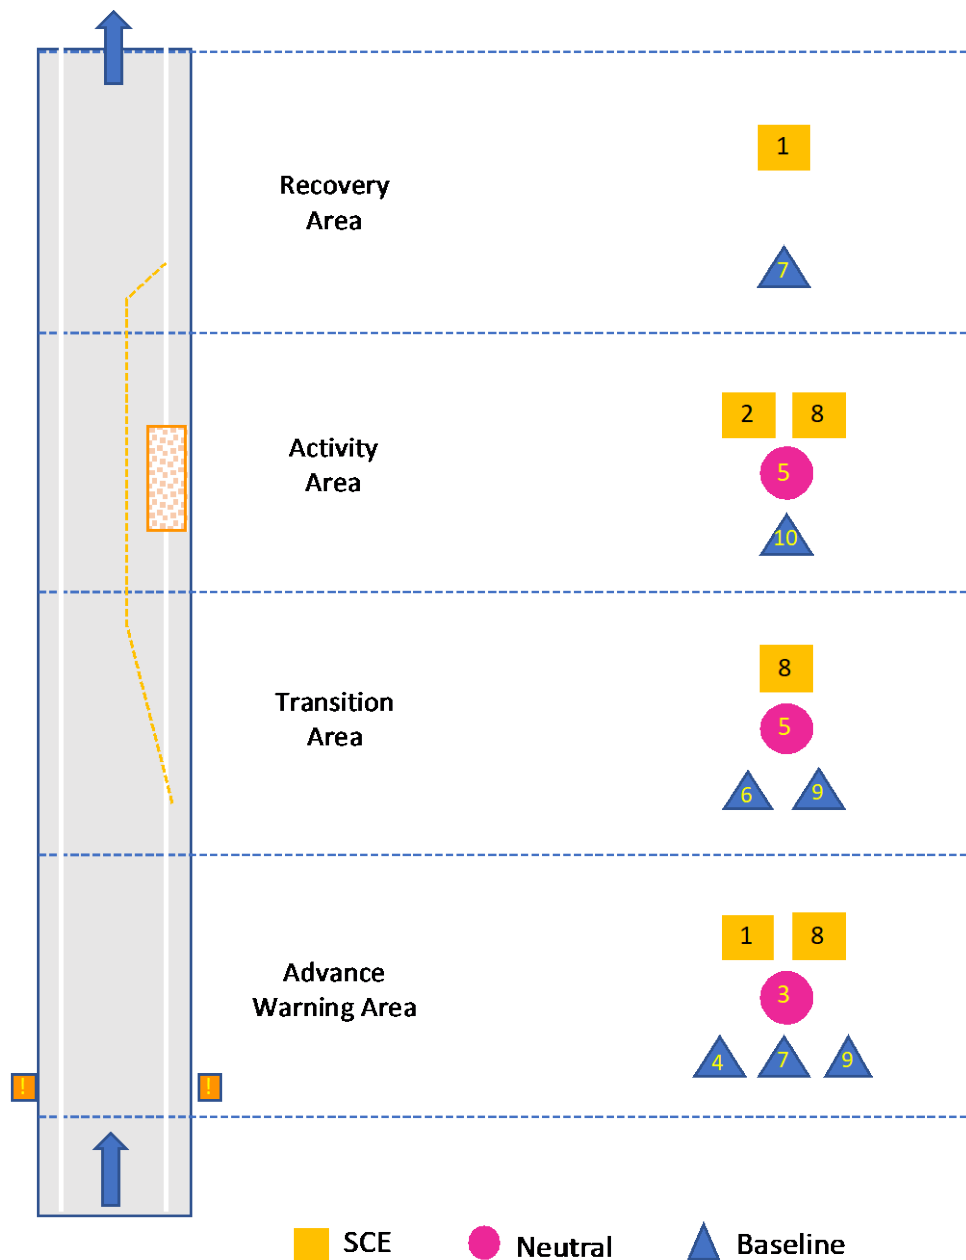 1
Recovery
Area
7
2 8
Activity
Area
5
10
8
Transition
Area
5
6 9
1 8
Advance
Warning Area
3
4 7 9
! !
SCE Neutral Baseline